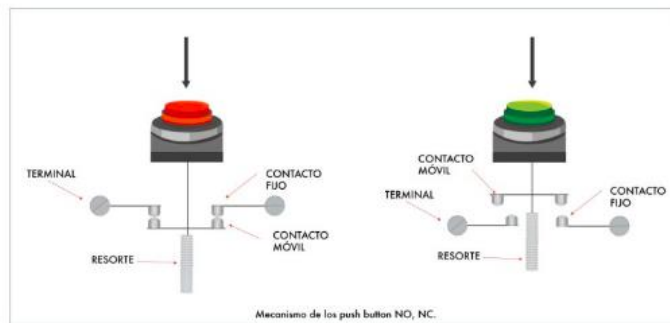 TERMINAL
CONTACTO
FIJO
CONTACTO
MÓVIL
RESORTE
CONTACTO
MÓVIL
TERMINAL
CONTACTO
FIJO
RESORTE
Mecanismo de los push button NO, NC.